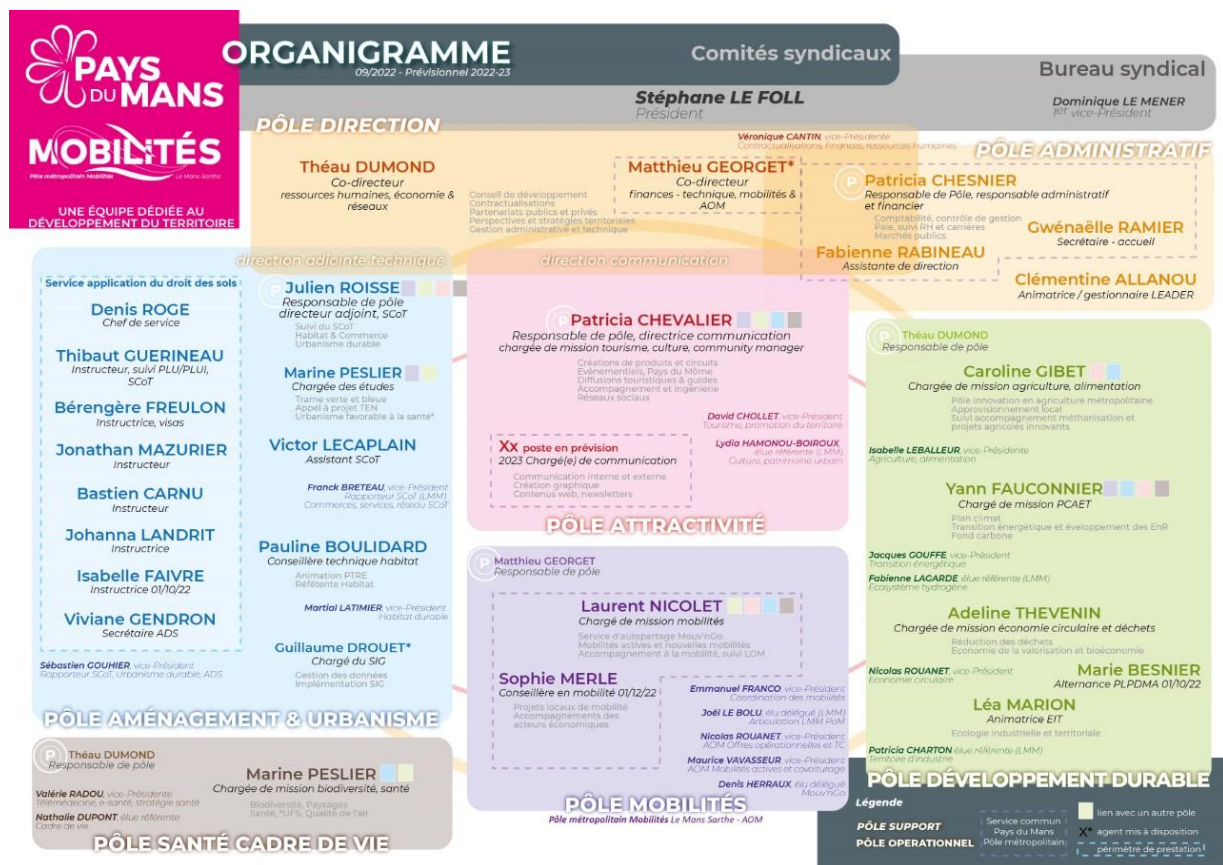 PAYS
DU MANS
MOBILITÉS
Pôle métropolitain Mobilités Le Mans Sarthe
UNE ÉQUIPE DÉDIÉE AU
DÉVELOPPEMENT DU TERRITOIRE
ORGANIGRAMME
09/2022 - Prévisionnel 2022-23
Comités syndicaux
Bureau syndical
Stéphane LE FOLL
Président
Dominique LE MENER
1er vice-Président
PÔLE DIRECTION
Véronique CANTIN, vice-Présidente
Contractualisations, finances, ressources humaines
Théau DUMOND
Co-directeur
ressources humaines, économie &
réseaux
Conseil de développement
Contractualisations
Partenariats publics et privés
Perspectives et stratégies territoriales
Gestion administrative et technique
Matthieu GEORGET*
Co-directeur
finances - technique, mobilités &
AOM
PÔLE ADMINISTRATIF
P
Patricia CHESNIER
Responsable de Pôle, responsable administratif
et financier
Comptabilité, contrôle de gestion
Paie, suivi RH et carrières
Marchés publics
Gwénaëlle RAMIER
Secrétaire - accueil
Fabienne RABINEAU
Assistante de direction
Clémentine ALLANOU
Animatrice / gestionnaire LEADER
direction adjointe technique
direction communication
Service application du droit des sols
Denis ROGE
Chef de service
Thibaut GUERINEAU
Instructeur, suivi PLU/PLUI,
SCoT
Bérengère FREULON
Instructrice, visas
Jonathan MAZURIER
Instructeur
Bastien CARNU
Instructeur
Johanna LANDRIT
Instructrice
Isabelle FAIVRE
Instructrice 01/10/22
Viviane GENDRON
Secrétaire ADS
Sébastien GOUHIER, vice-Président
Rapporteur SCoT, Urbanisme durable, ADS
P
Julien ROISSE
Responsable de pôle
directeur adjoint, SCoT
Suivi du SCoT
Habitat & Commerce
Urbanisme durable
Marine PESLIER
Chargée des études
Trame verte et bleue
Appel à projet TEN
Urbanisme favorable à la santé*
Victor LECAPLAIN
Assistant SCoT
Franck BRETEAU, vice-Président
Rapporteur SCoT (LMM)
Commerces, services, réseau SCoT
Pauline BOULIDARD
Conseillère technique habitat
Animation PTRE
Référente Habitat
Martial LATIMIER, vice-Président
Habitat durable
Guillaume DROUET*
Chargé du SIG
Gestion des données
Implémentation SIG
PÔLE AMÉNAGEMENT & URBANISME
P
Patricia CHEVALIER
Responsable de pôle, directrice communication
chargée de mission tourisme, culture, community manager
Créations de produits et circuits
Evènementiels, Pays du Môme
Diffusions touristiques & guides
Accompagnement et ingénierie
Réseaux sociaux
David CHOLLET, vice-Président
Tourisme, promotion du territoire
Lydia HAMONOU-BOIROUX,
élue référente (LMM)
Culture, patrimoine urbain
Xx poste en prévision
2023 Chargé(e) de communication
Communication interne et externe
Création graphique
Contenus web, newsletters
PÔLE ATTRACTIVITÉ
P
Matthieu GEORGET
Responsable de pôle
Laurent NICOLET
Chargé de mission mobilités
Service d'autopartage Mouv'nGo
Mobilités actives et nouvelles mobilités
Accompagnement à la mobilité, suivi LOM
Sophie MERLE
Conseillère en mobilité 01/12/22
Projets locaux de mobilité
Accompagnements des
acteurs économiques
Emmanuel FRANCO, vice-Président
Coordination des mobilités
Joël LE BOLU, élu délégué (LMM)
Articulation LMM PoM
Nicolas ROUANET, vice-Président
AOM Offres opérationnelles et TC
Maurice VAVASSEUR, vice-Président
AOM Mobilités actives et covoiturage
Denis HERRAUX, élu délégué
Mouv'nGo
PÔLE MOBILITÉS
Pôle métropolitain Mobilités Le Mans Sarthe - AOM
P
Théau DUMOND
Responsable de pôle
Caroline GIBET
Chargée de mission agriculture, alimentation
Pôle innovation en agriculture métropolitaine
Approvisionnement local
Suivi accompagnement méthanisation et
projets agricoles innovants
Isabelle LEBALLEUR, vice-Présidente
Agriculture, alimentation
Yann FAUCONNIER
Chargé de mission PCAET
Plan climat
Transition énergétique et éveloppement des EnR
Fond carbone
Jacques GOUFFE, vice-Président
Transition énergétique
Fabienne LAGARDE, élue référente (LMM)
Ecosystème hydrogène
Adeline THEVENIN
Chargée de mission économie circulaire et déchets
Réduction des déchets
Economie de la valorisation et bioéconomie
Nicolas ROUANET, vice-Président
Economie circulaire
Marie BESNIER
Alternance PLPDMA 01/10/22
Léa MARION
Animatrice EIT
Ecologie industrielle et territoriale
Patricia CHARTON élue référente (LMM)
Territoire d'industrie
PÔLE DÉVELOPPEMENT DURABLE
P
Théau DUMOND
Responsable de pôle
Valérie RADOU, vice-Présidente
Télémédecine, e-santé, stratégie santé
Nathalie DUPONT, élue référente
Cadre de vie
Marine PESLIER
Chargée de mission biodiversité, santé
Biodiversité, Paysages
Santé, *UFS, Qualité de l'air
PÔLE SANTÉ CADRE DE VIE
Légende
PÔLE SUPPORT
PÔLE OPERATIONNEL
Service commun
Pays du Mans
Pôle métropolitain
lien avec un autre pôle
X* agent mis à disposition
périmètre de prestation